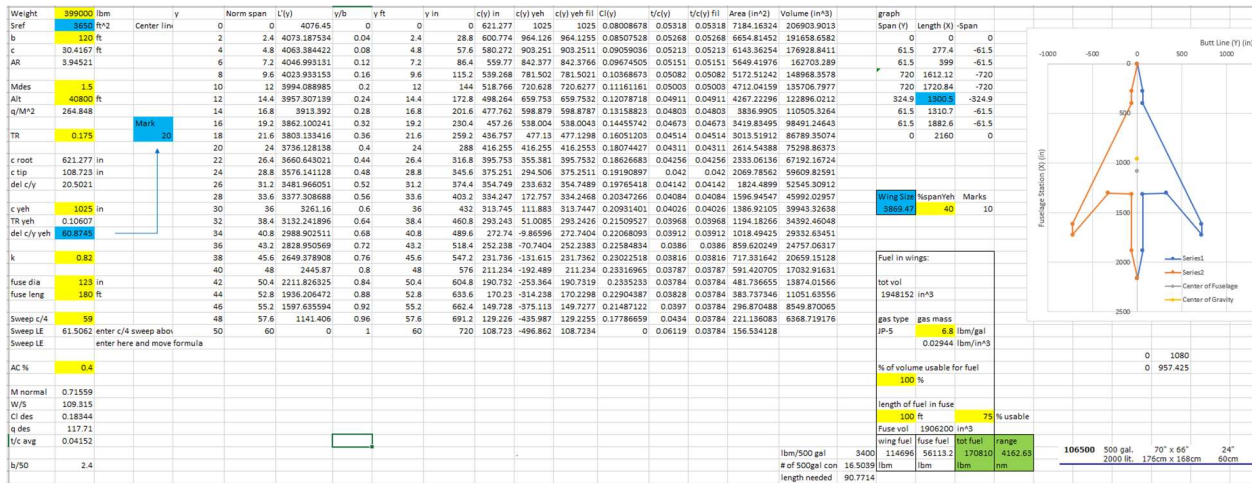 Weight 399000 lbm y Norm span L'(y) y/b y ft y in c(y) in c(y) yeh c(y) yeh fil Cl(y) t/c(y) t/c(y) fil Area (in^2) Volume (in^3) graph
Sref 3650 ft^2 Center line 0 0 4076.45 0 0 0 621.277 1025 1025 0.08008678 0.05318 0.05318 7184.16324 206903.9013 Span (Y) Length (X) -Span
b 120 ft 2 2.4 4073.187534 0.04 2.4 28.8 600.774 964.126 964.1255 0.08507528 0.05268 0.05268 6654.81452 191658.6582 0 0 0
c 30.4167 ft 4 4.8 4063.384422 0.08 4.8 57.6 580.272 903.251 903.2511 0.09059036 0.05213 0.05213 6143.36254 176928.8411 61.5 277.4 -61.5
AR 3.94521 6 7.2 4046.993131 0.12 7.2 86.4 559.77 842.377 842.3766 0.09674505 0.05151 0.05151 5649.41976 162703.289 61.5 399 -61.5
8 9.6 4023.933153 0.16 9.6 115.2 539.268 781.502 781.5021 0.10368673 0.05082 0.05082 5172.51242 148968.3578 720 1612.12 -720
Mdes 1.5 10 12 3994.088985 0.2 12 144 518.766 720.628 720.6277 0.11161161 0.05003 0.05003 4712.04159 135706.7977 720 1720.84 -720
Alt 40800 ft 12 14.4 3957.307139 0.24 14.4 172.8 498.264 659.753 659.7532 0.12078718 0.04911 0.04911 4267.22296 122896.0212 324.9 1300.5 -324.9
q/M^2 264.848 14 16.8 3913.392 0.28 16.8 201.6 477.762 598.879 598.8787 0.13158823 0.04803 0.04803 3836.9905 110505.3264 61.5 1310.7 -61.5
Mark 16 19.2 3862.100241 0.32 19.2 230.4 457.26 538.004 538.0043 0.14455742 0.04673 0.04673 3419.83495 98491.24643 61.5 1882.6 -61.5
TR 0.175 20 18 21.6 3803.133416 0.36 21.6 259.2 436.757 477.13 477.1298 0.16051203 0.04514 0.04514 3013.51912 86789.35074 0 2160 0
20 24 3736.128138 0.4 24 288 416.255 416.255 416.2553 0.18074427 0.04311 0.04311 2614.54388 75298.86373
c root 621.277 in 22 26.4 3660.643021 0.44 26.4 316.8 395.753 355.381 395.7532 0.18626683 0.04256 0.04256 2333.06136 67192.16724
c tip 108.723 in 24 28.8 3576.141128 0.48 28.8 345.6 375.251 294.506 375.2511 0.19190897 0.042 0.042 2069.78562 59609.82591
del c/y 20.5021 26 31.2 3481.966051 0.52 31.2 374.4 354.749 233.632 354.7489 0.19765418 0.04142 0.04142 1824.4899 52545.30912
28 33.6 3377.308688 0.56 33.6 403.2 334.247 172.757 334.2468 0.20347266 0.04084 0.04084 1596.94547 45992.02957 Wing Size %spanYeh Marks
c yeh 1025 in 30 36 3261.16 0.6 36 432 313.745 111.883 313.7447 0.20931401 0.04026 0.04026 1386.92105 39943.32638 3869.47 40 10
TR yeh 0.10607 32 38.4 3132.241896 0.64 38.4 460.8 293.243 51.0085 293.2426 0.21509527 0.03968 0.03968 1194.18266 34392.46048
del c/y yeh 60.8745 34 40.8 2988.902511 0.68 40.8 489.6 272.74 -9.86596 272.7404 0.22068093 0.03912 0.03912 1018.49425 29332.63451
36 43.2 2828.950569 0.72 43.2 518.4 252.238 -70.7404 252.2383 0.22584834 0.0386 0.0386 859.620249 24757.06317
k 0.82 38 45.6 2649.378908 0.76 45.6 547.2 231.736 -131.615 231.7362 0.23022518 0.03816 0.03816 717.331642 20659.15128 Fuel in wings:
40 48 2445.87 0.8 48 576 211.234 -192.489 211.234 0.23316965 0.03787 0.03787 591.420705 17032.91631
fuse dia 123 in 42 50.4 2211.826325 0.84 50.4 604.8 190.732 -253.364 190.7319 0.2335233 0.03784 0.03784 481.736655 13874.01566 tot vol
fuse leng 180 ft 44 52.8 1936.206472 0.88 52.8 633.6 170.23 -314.238 170.2298 0.22904387 0.03828 0.03784 383.737346 11051.63556 1948152 in^3
46 55.2 1597.635594 0.92 55.2 662.4 149.728 -375.113 149.7277 0.21487122 0.0397 0.03784 296.870488 8549.870065
Sweep c/4 59 48 57.6 1141.406 0.96 57.6 691.2 129.226 -435.987 129.2255 0.17786659 0.0434 0.03784 221.136083 6368.719176 gas type gas mass
Sweep LE 61.5062 enter c/4 sweep abov 50 60 0 1 60 720 108.723 -496.862 108.7234 0 0.06119 0.03784 156.534128 JP-5 6.8 lbm/gal
Sweep LE enter here and move formula 0.02944 lbm/in^3
0 1080
AC % 0.4 % of volume usable for fuel 0 957.425
100 %
M normal 0.71559
W/S 109.315 length of fuel in fuse
Cl des 0.18344 100 ft 75 % usable
q des 117.71 Fuse vol 1906200 in^3
t/c avg 0.04152 wing fuel fuse fuel tot fuel range
lbm/500 gal 3400 114696 56113.2 170810 4162.63 106500 500 gal. 70" x 66" 24"
b/50 2.4 # of 500gal con 16.5039 lbm lbm lbm nm 2000 lit. 176cm x 168cm 60cm
length needed 90.7714
Butt Line (Y) (in)
-1000 -500 0 500 1000
0
500
1000
1500
2000
2500
Fuselage Station (X) (in)
Series1
Series2
Center of Fuselage
Center of Gravity